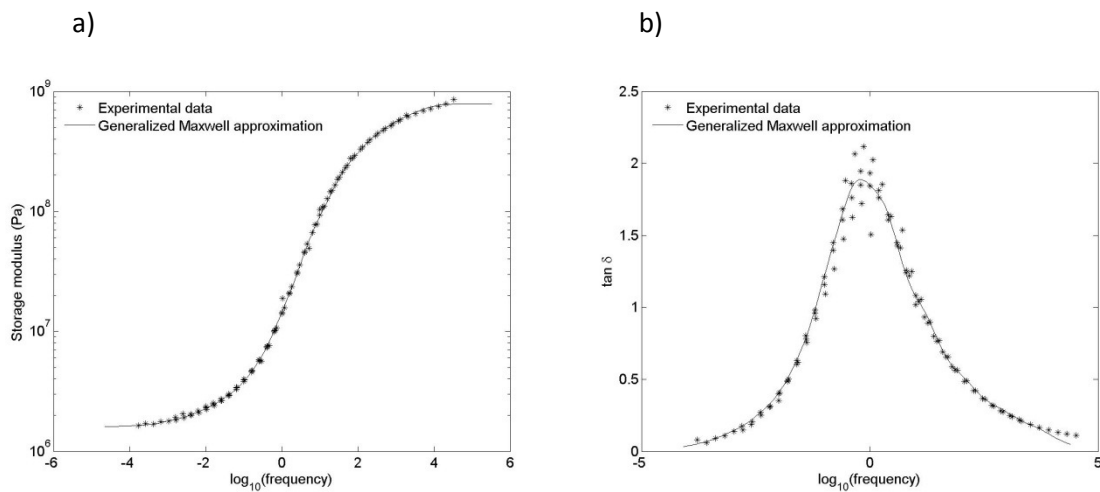 a)
b)
Experimental data
Generalized Maxwell approximation
10^9
10^8
10^7
10^6
Storage modulus (Pa)
-6 -4 -2 0 2 4 6
log_10(frequency)
Experimental data
Generalized Maxwell approximation
2.5
2
1.5
1
0.5
0
tan δ
-5 0 5
log_10(frequency)